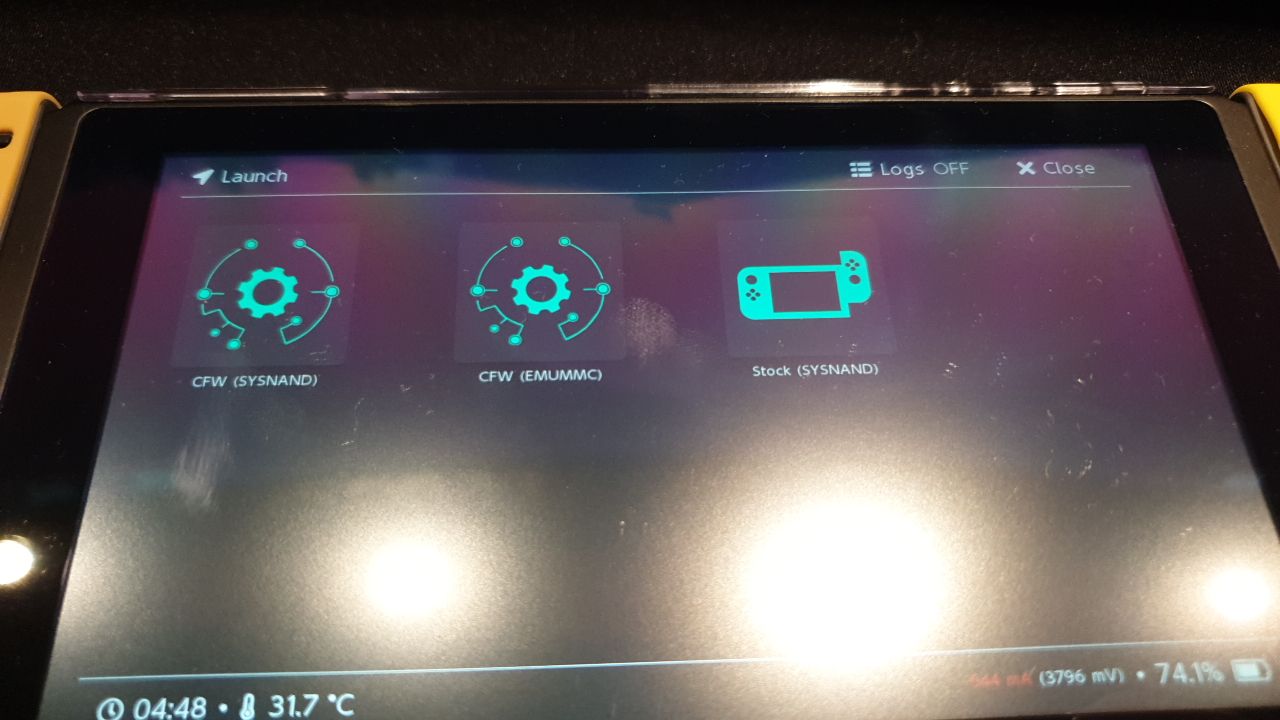 Launch
Logs OFF
Close
CFW (SYSNAND)
CFW (EMUMMC)
Stock (SYSNAND)
04:48 • 31.7 °C
(3796 mV) • 74.1%